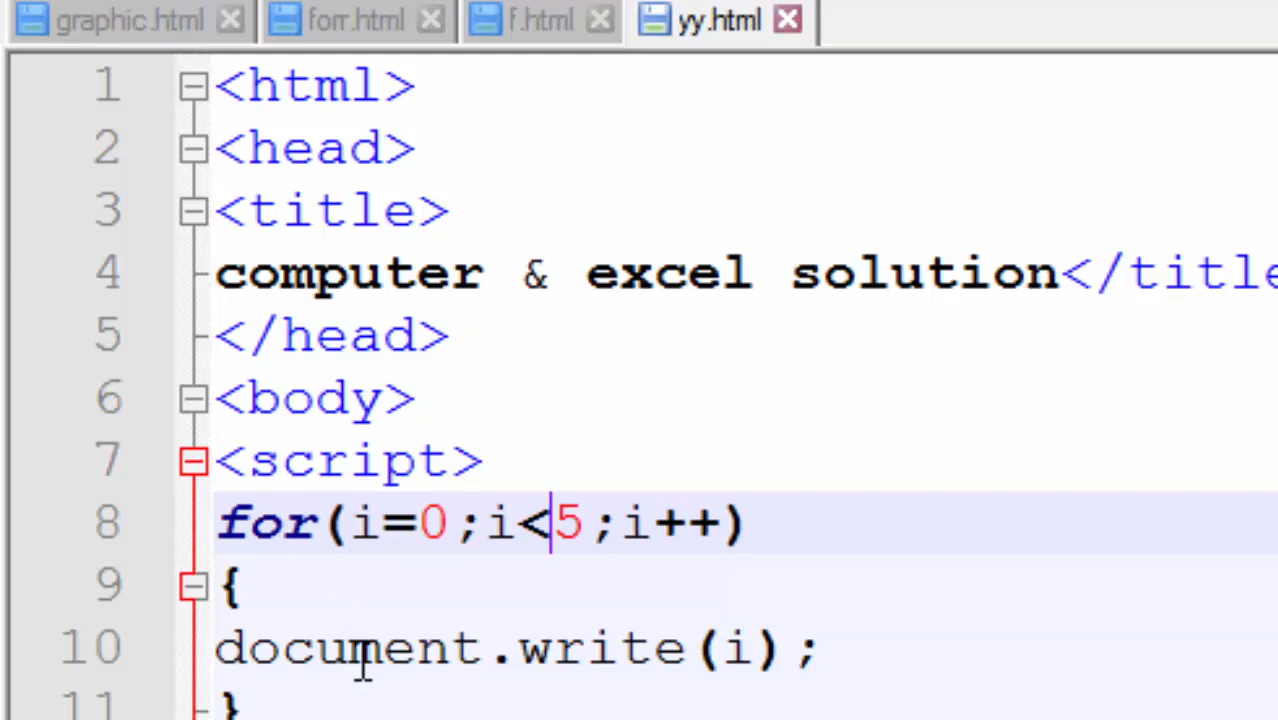 graphic.html forr.html f.html yy.html
1 <html>
2 <head>
3 <title>
4 computer & excel solution</title
5 </head>
6 <body>
7 <script>
8 for(i=0;i<5;i++)
9 {
10 document.write(i);
11 }